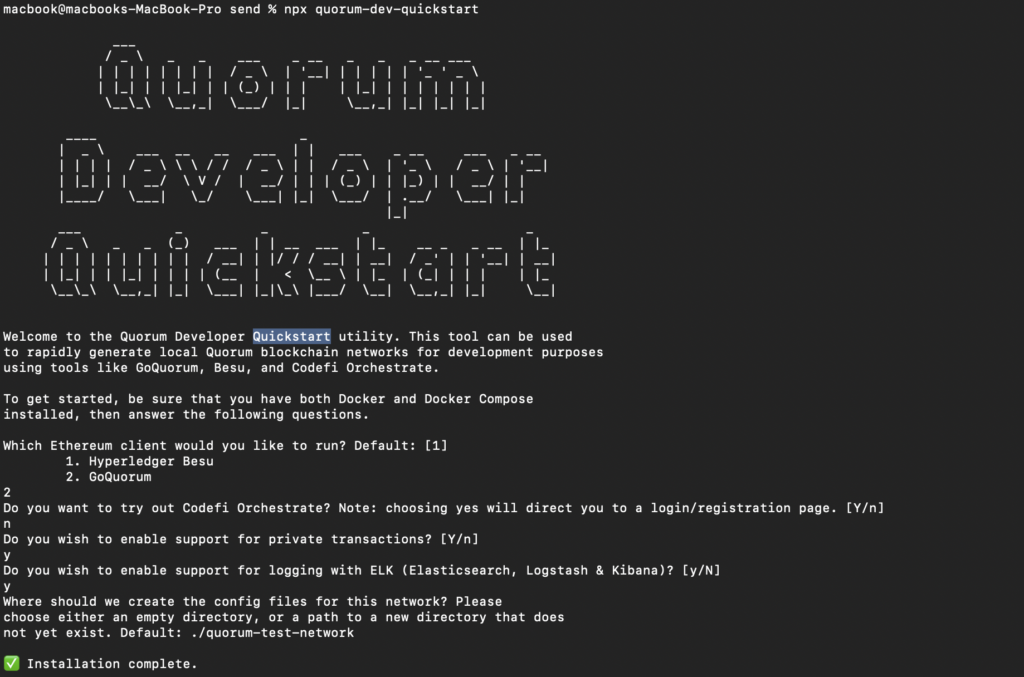 macbook@macbooks-MacBook-Pro send % npx quorum-dev-quickstart
Quorum
Developer
Quickstart
Welcome to the Quorum Developer Quickstart utility. This tool can be used
to rapidly generate local Quorum blockchain networks for development purposes
using tools like GoQuorum, Besu, and Codefi Orchestrate.
To get started, be sure that you have both Docker and Docker Compose
installed, then answer the following questions.
Which Ethereum client would you like to run? Default: [1]
1. Hyperledger Besu
2. GoQuorum
2
Do you want to try out Codefi Orchestrate? Note: choosing yes will direct you to a login/registration page. [Y/n]
n
Do you wish to enable support for private transactions? [Y/n]
y
Do you wish to enable support for logging with ELK (Elasticsearch, Logstash & Kibana)? [y/N]
y
Where should we create the config files for this network? Please
choose either an empty directory, or a path to a new directory that does
not yet exist. Default: ./quorum-test-network
✅ Installation complete.